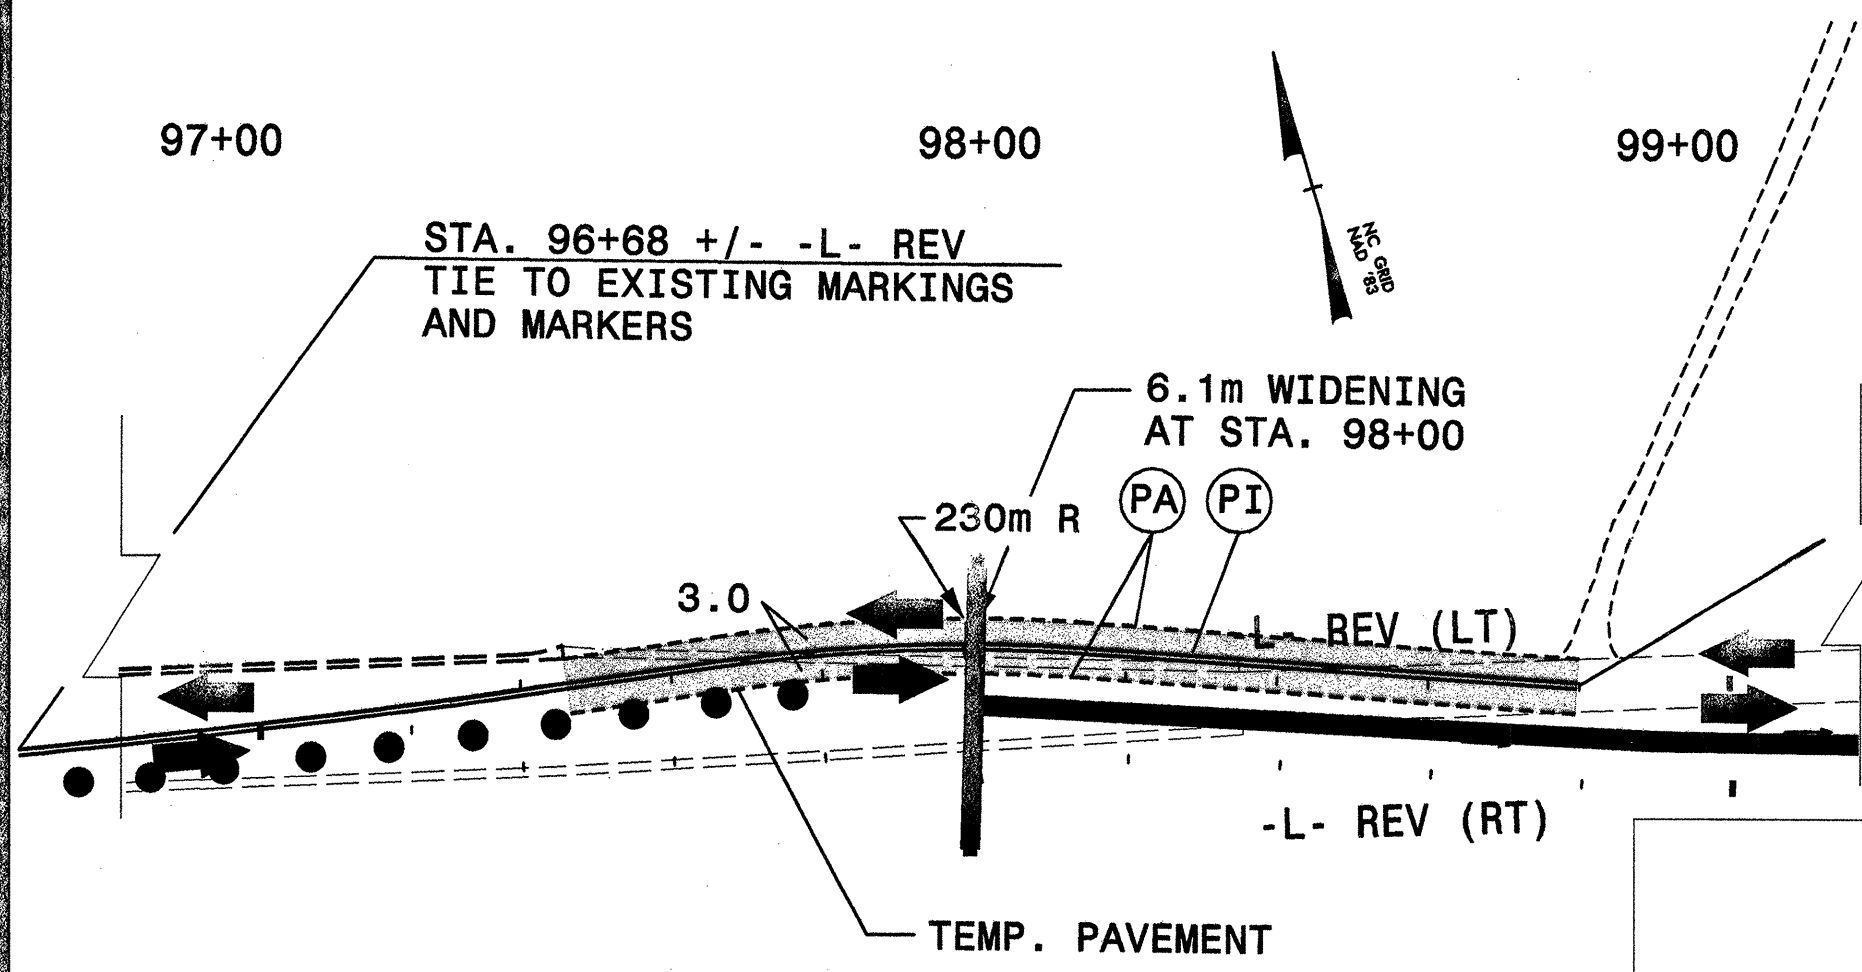 97+00
98+00
99+00
STA. 96+68 +/- -L- REV
TIE TO EXISTING MARKINGS
AND MARKERS
NC GRID
NAD '83
6.1m WIDENING
AT STA. 98+00
230m R
PA
PI
3.0
-L- REV (LT)
-L- REV (RT)
TEMP. PAVEMENT